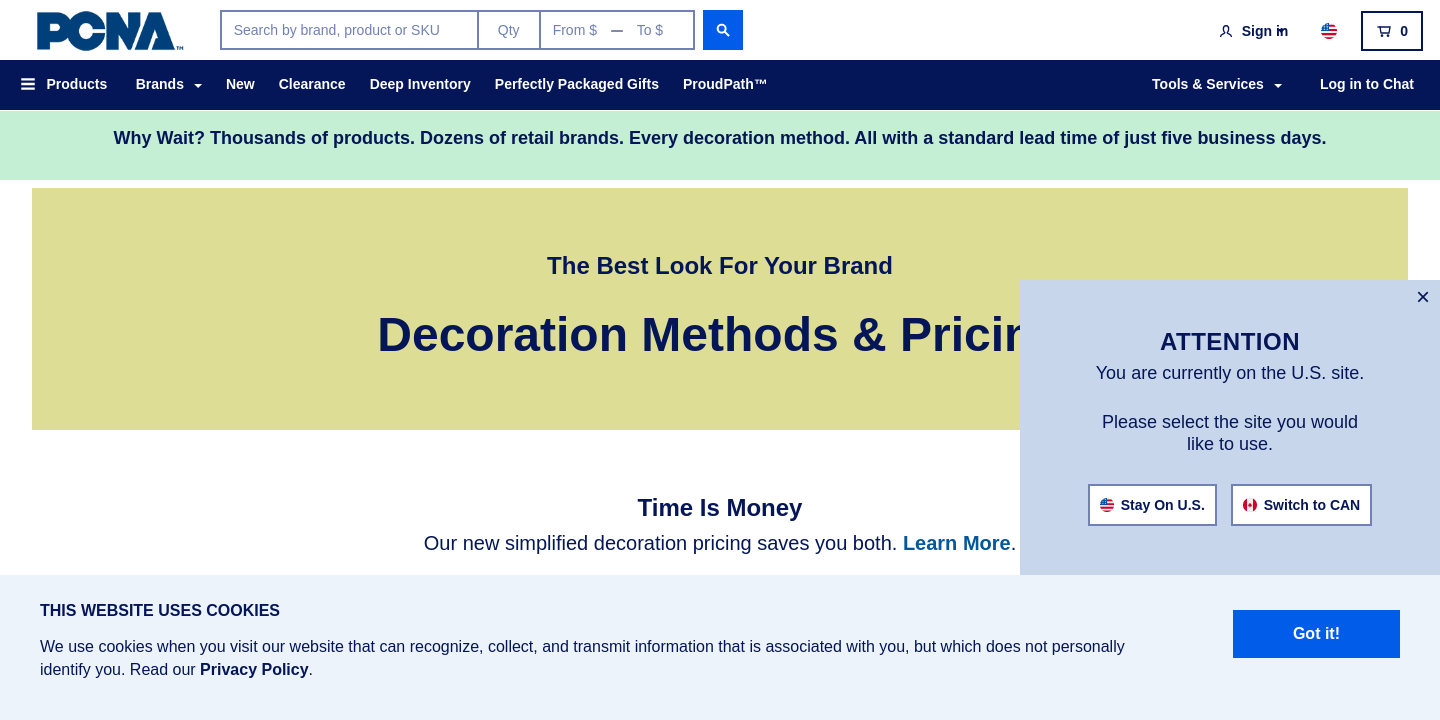 PCNA™
Search by brand, product or SKU
Qty
From $ — To $
Sign in
0
Products
Brands
New
Clearance
Deep Inventory
Perfectly Packaged Gifts
ProudPath™
Tools & Services
Log in to Chat
Why Wait? Thousands of products. Dozens of retail brands. Every decoration method. All with a standard lead time of just five business days.
The Best Look For Your Brand
Decoration Methods & Pricin
×
ATTENTION
You are currently on the U.S. site.
Please select the site you would
like to use.
Stay On U.S.
Switch to CAN
Time Is Money
Our new simplified decoration pricing saves you both. Learn More.
THIS WEBSITE USES COOKIES
We use cookies when you visit our website that can recognize, collect, and transmit information that is associated with you, but which does not personally
identify you. Read our Privacy Policy.
Got it!